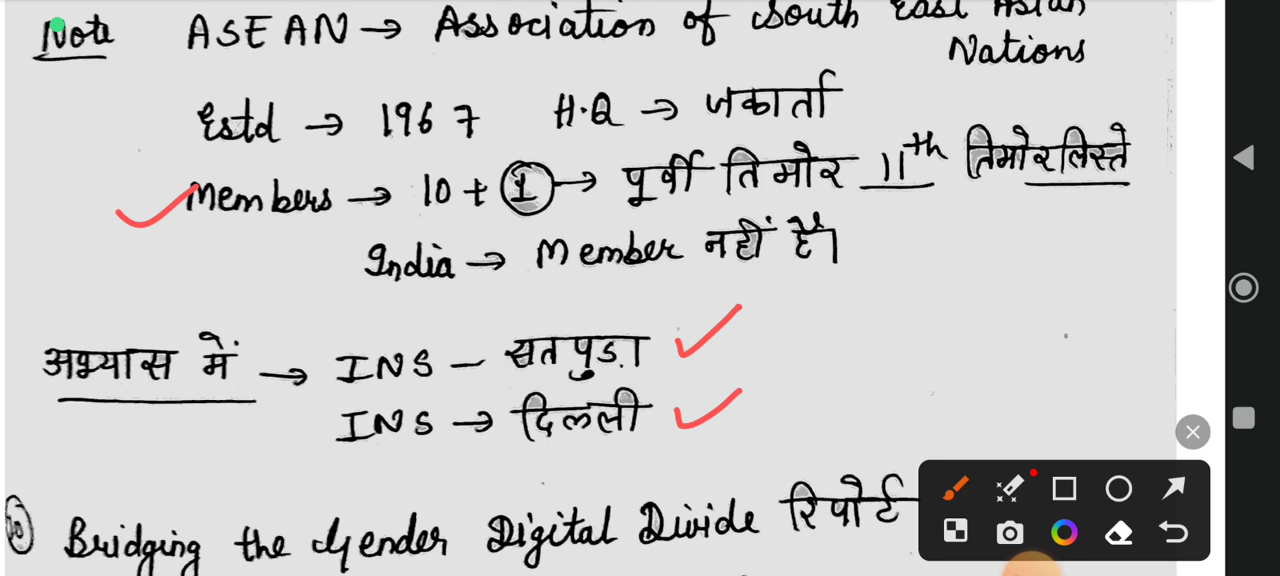 Note ASEAN → Association of South East Asian
Nations
Estd → 1967 H.Q → जकार्ता
Members → 10 + 1 → पूर्वी तिमोर 11th तिमोरलिस्ते
India → Member नहीं है।
अभ्यास में → INS – सतपुड़ा
INS → दिल्ली
Bridging the Gender Digital Divide रिपोर्ट